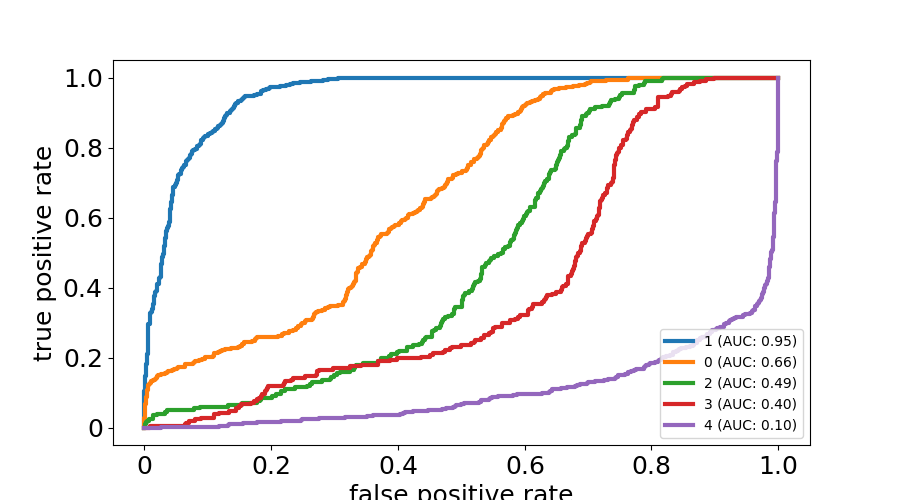 1.0
0.8
0.6
0.4
0.2
0
true positive rate
1 (AUC: 0.95)
0 (AUC: 0.66)
2 (AUC: 0.49)
3 (AUC: 0.40)
4 (AUC: 0.10)
0 0.2 0.4 0.6 0.8 1.0
false positive rate